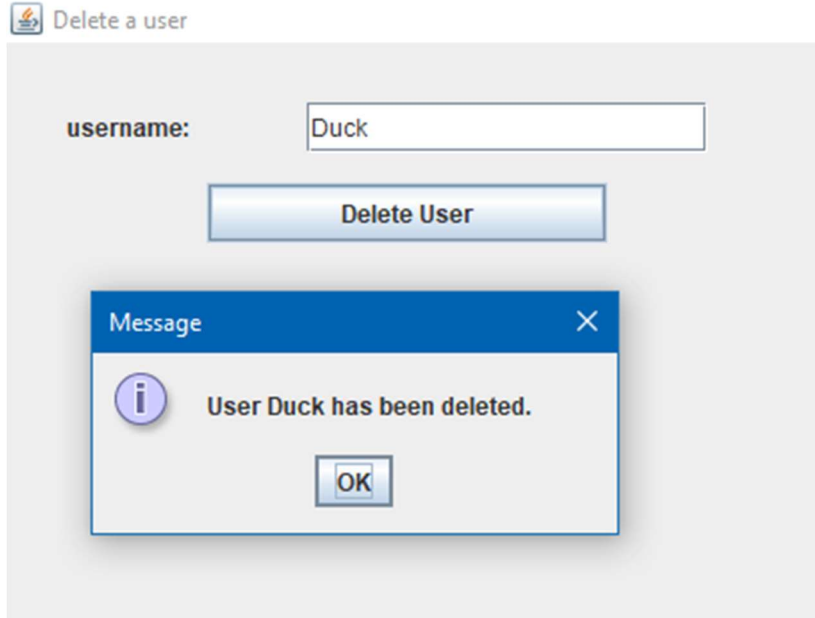 Delete a user
username: Duck
Delete User
Message
User Duck has been deleted.
OK